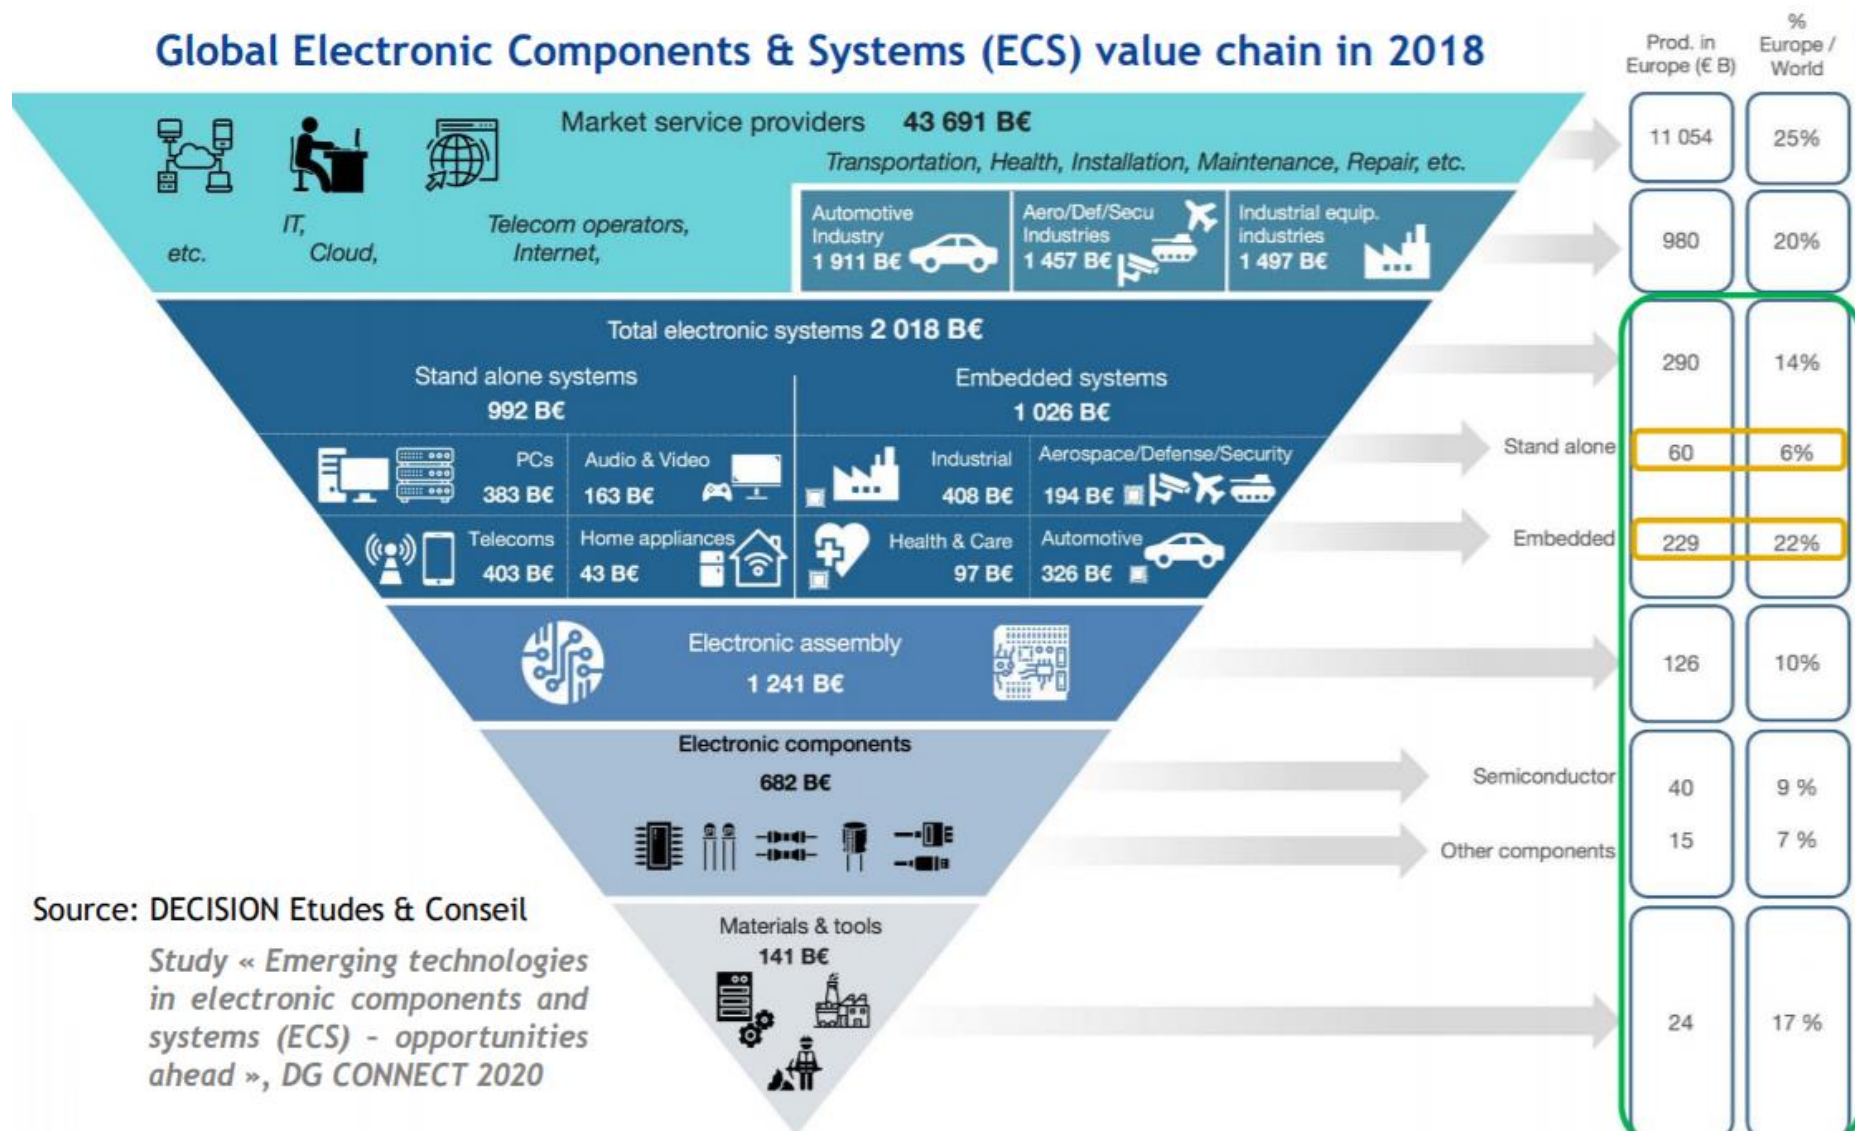 Global Electronic Components & Systems (ECS) value chain in 2018
Prod. in
Europe (€ B)
%
Europe /
World
Market service providers 43 691 B€
Transportation, Health, Installation, Maintenance, Repair, etc.
11 054
25%
etc.
IT,
Cloud,
Telecom operators,
Internet,
Automotive
Industry
1 911 B€
Aero/Def/Secu
Industries
1 457 B€
Industrial equip.
industries
1 497 B€
980
20%
Total electronic systems 2 018 B€
290
14%
Stand alone systems
992 B€
Embedded systems
1 026 B€
PCs
383 B€
Audio & Video
163 B€
Industrial
408 B€
Aerospace/Defense/Security
194 B€
Stand alone
60
6%
Telecoms
403 B€
Home appliances
43 B€
Health & Care
97 B€
Automotive
326 B€
Embedded
229
22%
Electronic assembly
1 241 B€
126
10%
Electronic components
682 B€
Semiconductor
40
9 %
Other components
15
7 %
Materials & tools
141 B€
24
17 %
Source: DECISION Etudes & Conseil
Study « Emerging technologies
in electronic components and
systems (ECS) – opportunities
ahead », DG CONNECT 2020